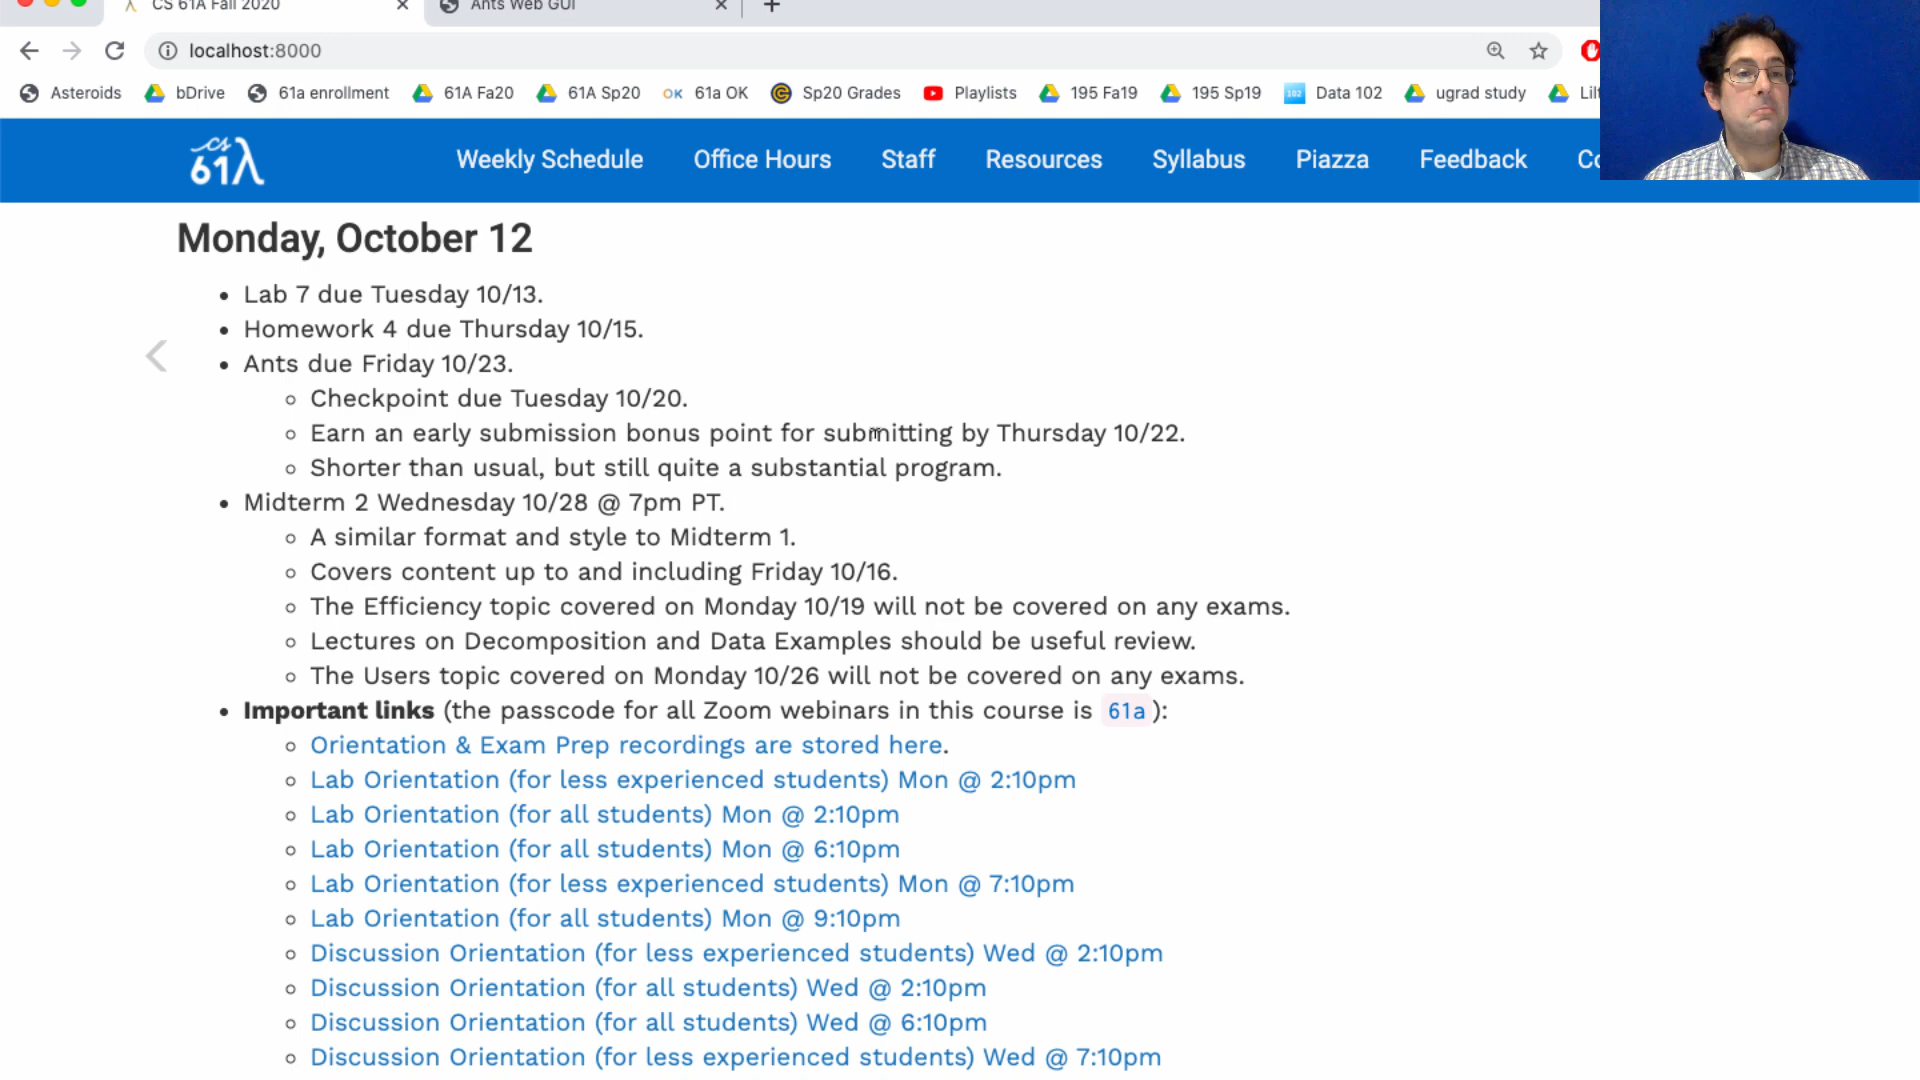 CS 61A Fall 2020
Ants Web GUI
localhost:8000
Asteroids bDrive 61a enrollment 61A Fa20 61A Sp20 OK 61a OK Sp20 Grades Playlists 195 Fa19 195 Sp19 102 Data 102 ugrad study
cs 61λ Weekly Schedule Office Hours Staff Resources Syllabus Piazza Feedback
Monday, October 12
• Lab 7 due Tuesday 10/13.
• Homework 4 due Thursday 10/15.
• Ants due Friday 10/23.
◦ Checkpoint due Tuesday 10/20.
◦ Earn an early submission bonus point for submitting by Thursday 10/22.
◦ Shorter than usual, but still quite a substantial program.
• Midterm 2 Wednesday 10/28 @ 7pm PT.
◦ A similar format and style to Midterm 1.
◦ Covers content up to and including Friday 10/16.
◦ The Efficiency topic covered on Monday 10/19 will not be covered on any exams.
◦ Lectures on Decomposition and Data Examples should be useful review.
◦ The Users topic covered on Monday 10/26 will not be covered on any exams.
• Important links (the passcode for all Zoom webinars in this course is 61a):
◦ Orientation & Exam Prep recordings are stored here.
◦ Lab Orientation (for less experienced students) Mon @ 2:10pm
◦ Lab Orientation (for all students) Mon @ 2:10pm
◦ Lab Orientation (for all students) Mon @ 6:10pm
◦ Lab Orientation (for less experienced students) Mon @ 7:10pm
◦ Lab Orientation (for all students) Mon @ 9:10pm
◦ Discussion Orientation (for less experienced students) Wed @ 2:10pm
◦ Discussion Orientation (for all students) Wed @ 2:10pm
◦ Discussion Orientation (for all students) Wed @ 6:10pm
◦ Discussion Orientation (for less experienced students) Wed @ 7:10pm